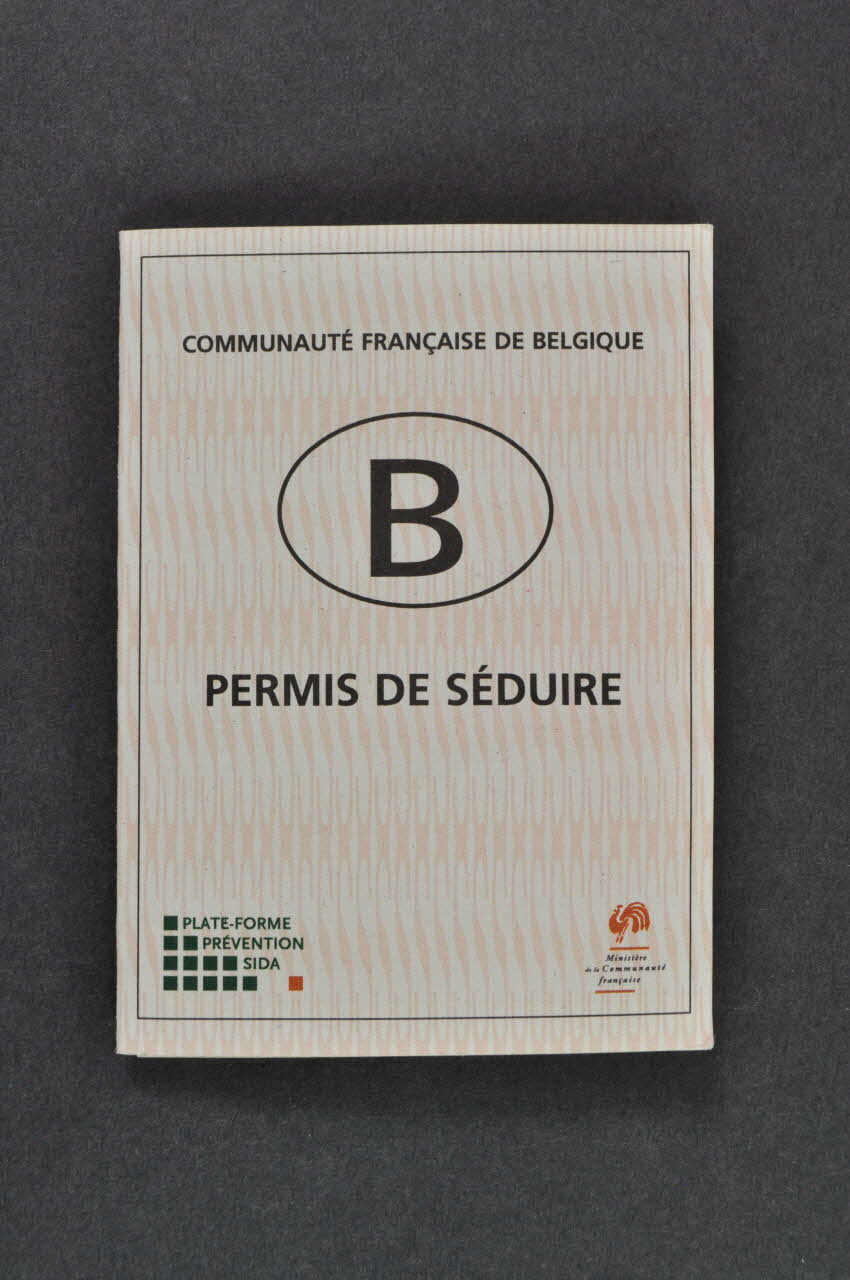 COMMUNAUTÉ FRANÇAISE DE BELGIQUE
B
PERMIS DE SÉDUIRE
PLATE-FORME
PRÉVENTION
SIDA
Ministère
de la Communauté
française